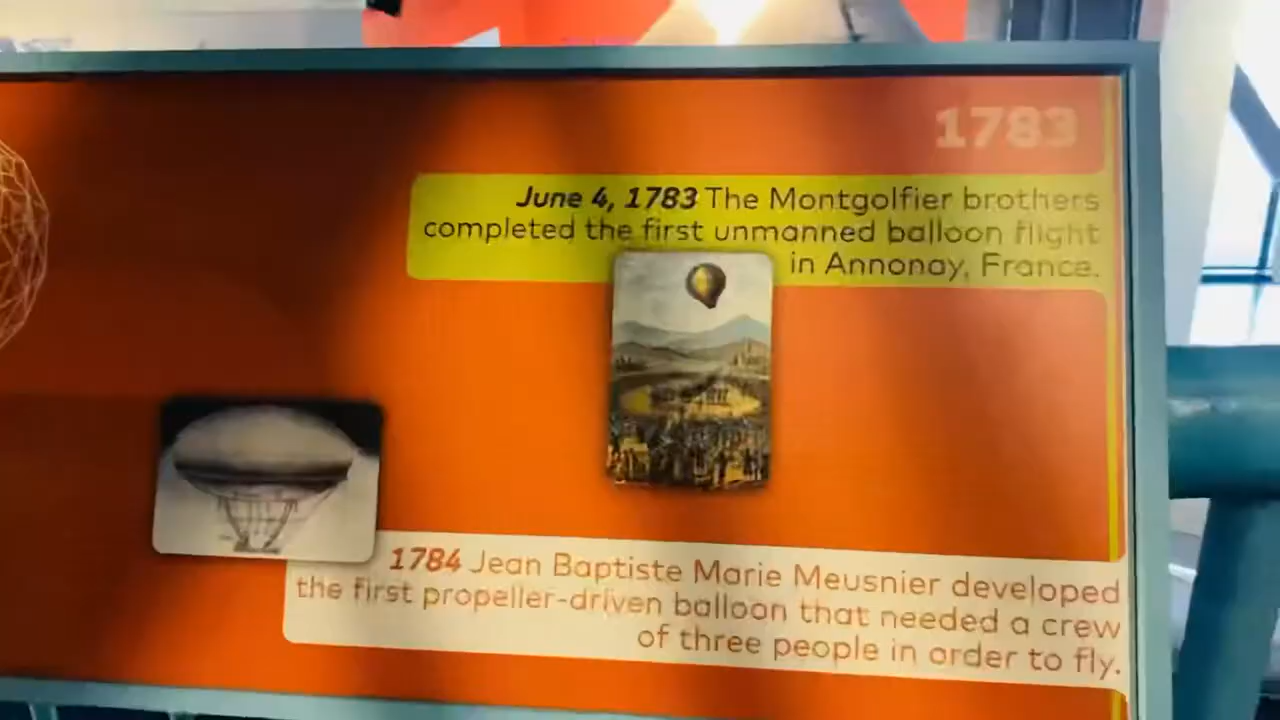 1783
June 4, 1783 The Montgolfier brothers
completed the first unmanned balloon flight
in Annonay, France.
1784 Jean Baptiste Marie Meusnier developed
the first propeller-driven balloon that needed a crew
of three people in order to fly.